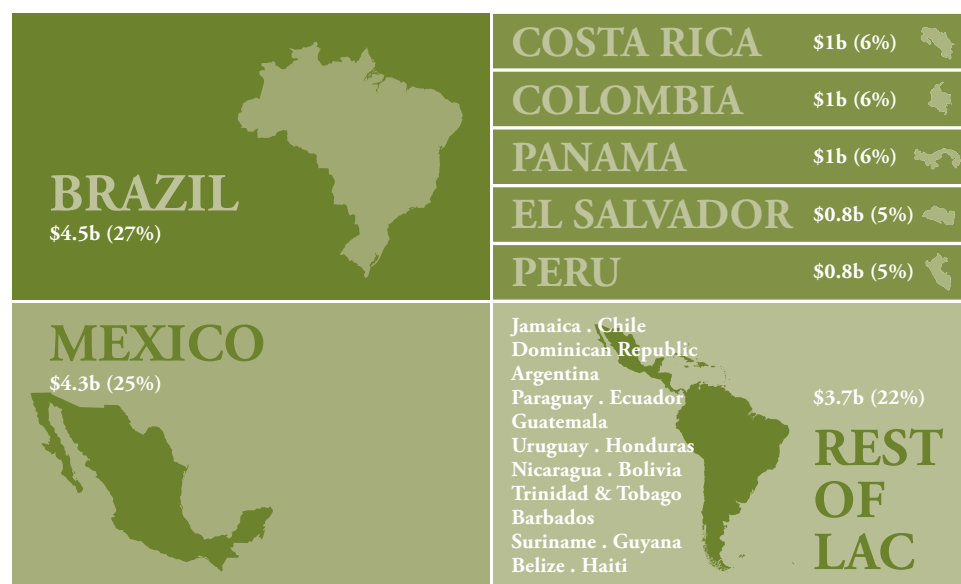 BRAZIL
$4.5b (27%)
COSTA RICA $1b (6%)
COLOMBIA $1b (6%)
PANAMA $1b (6%)
EL SALVADOR $0.8b (5%)
PERU $0.8b (5%)
MEXICO
$4.3b (25%)
Jamaica . Chile
Dominican Republic
Argentina
Paraguay . Ecuador
Guatemala
Uruguay . Honduras
Nicaragua . Bolivia
Trinidad & Tobago
Barbados
Suriname . Guyana
Belize . Haiti
$3.7b (22%)
REST
OF
LAC